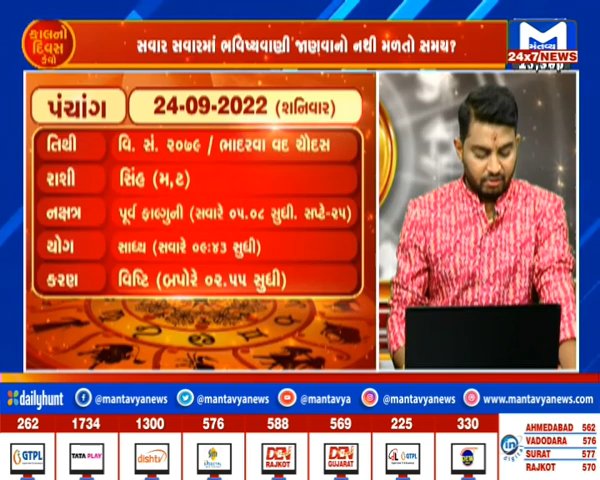 કાલનો
દિવસ
કેવો
સવાર સવારમાં ભવિષ્યવાણી જાણવાનો નથી મળતો સમય?
મંતવ્ય
24x7NEWS
પંચાંગ
24-09-2022 (શનિવાર)
તિથી વિ. સં. ૨૦૭૯ / ભાદરવા વદ ચૌદસ
રાશી સિંહ (મ,ટ)
નક્ષત્ર પૂર્વ ફાલ્ગુની (સવારે ૦૫.૦૮ સુધી. સપ્ટે-૨૫)
યોગ સાધ્ય (સવારે ૦૯:૪૩ સુધી)
કરણ વિષ્ટિ (બપોરે ૦૨.૫૫ સુધી)
dailyhunt @mantavyanews @mantavyanews @mantavya @mantavyanews www.mantavyanews.com
262 1734 1300 576 588 569 225 330
GTPL TATA PLAY dishtv DEN RAJKOT DEN GUJARAT
in digital
AHMEDABAD 562
VADODARA 576
SURAT 577
RAJKOT 570